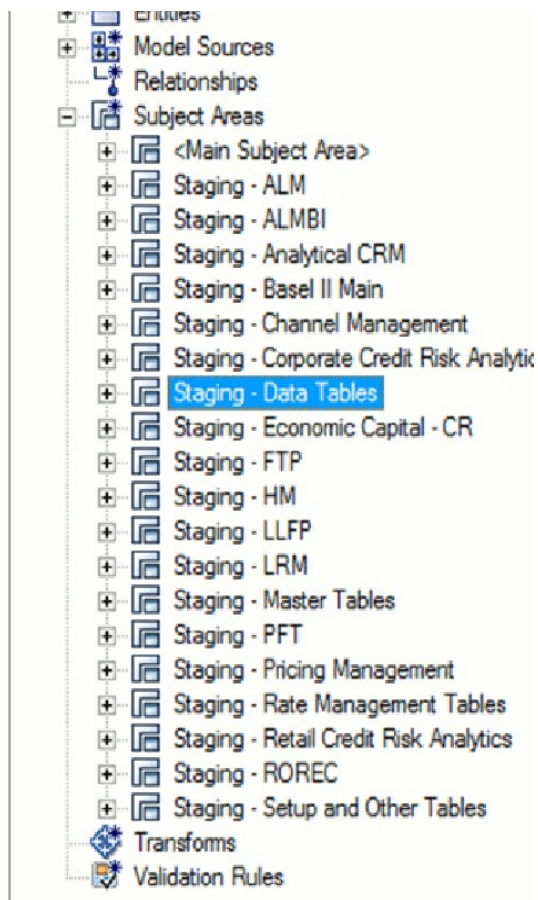 Entities
Model Sources
Relationships
Subject Areas
<Main Subject Area>
Staging - ALM
Staging - ALMBI
Staging - Analytical CRM
Staging - Basel II Main
Staging - Channel Management
Staging - Corporate Credit Risk Analytic
Staging - Data Tables
Staging - Economic Capital - CR
Staging - FTP
Staging - HM
Staging - LLFP
Staging - LRM
Staging - Master Tables
Staging - PFT
Staging - Pricing Management
Staging - Rate Management Tables
Staging - Retail Credit Risk Analytics
Staging - ROREC
Staging - Setup and Other Tables
Transforms
Validation Rules